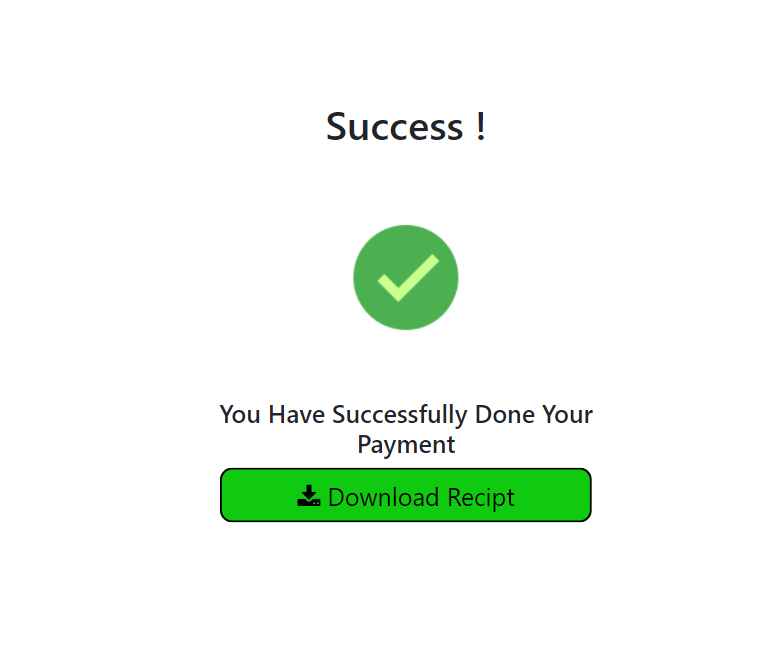 Success !
You Have Successfully Done Your
Payment
Download Recipt